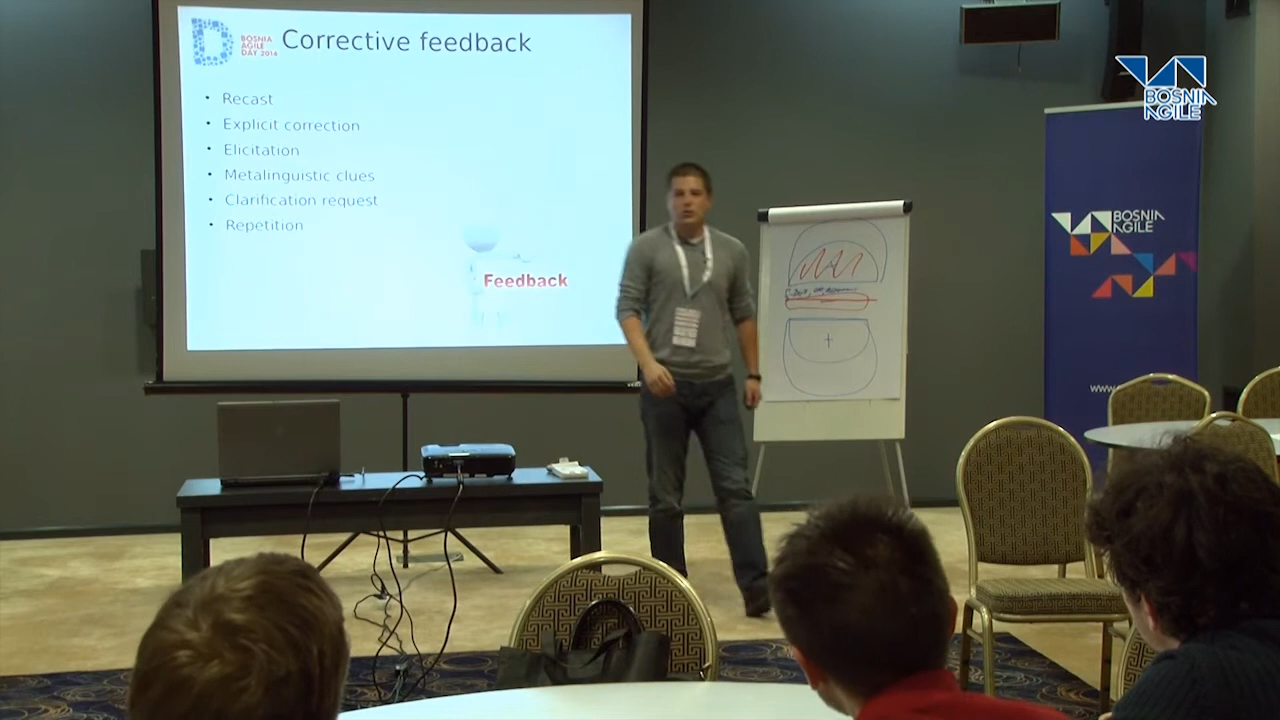 BOSNIA
AGILE
DAY 2014
Corrective feedback
• Recast
• Explicit correction
• Elicitation
• Metalinguistic clues
• Clarification request
• Repetition
Feedback
BOSNIA
AGILE
BOSNIA
AGILE
www.